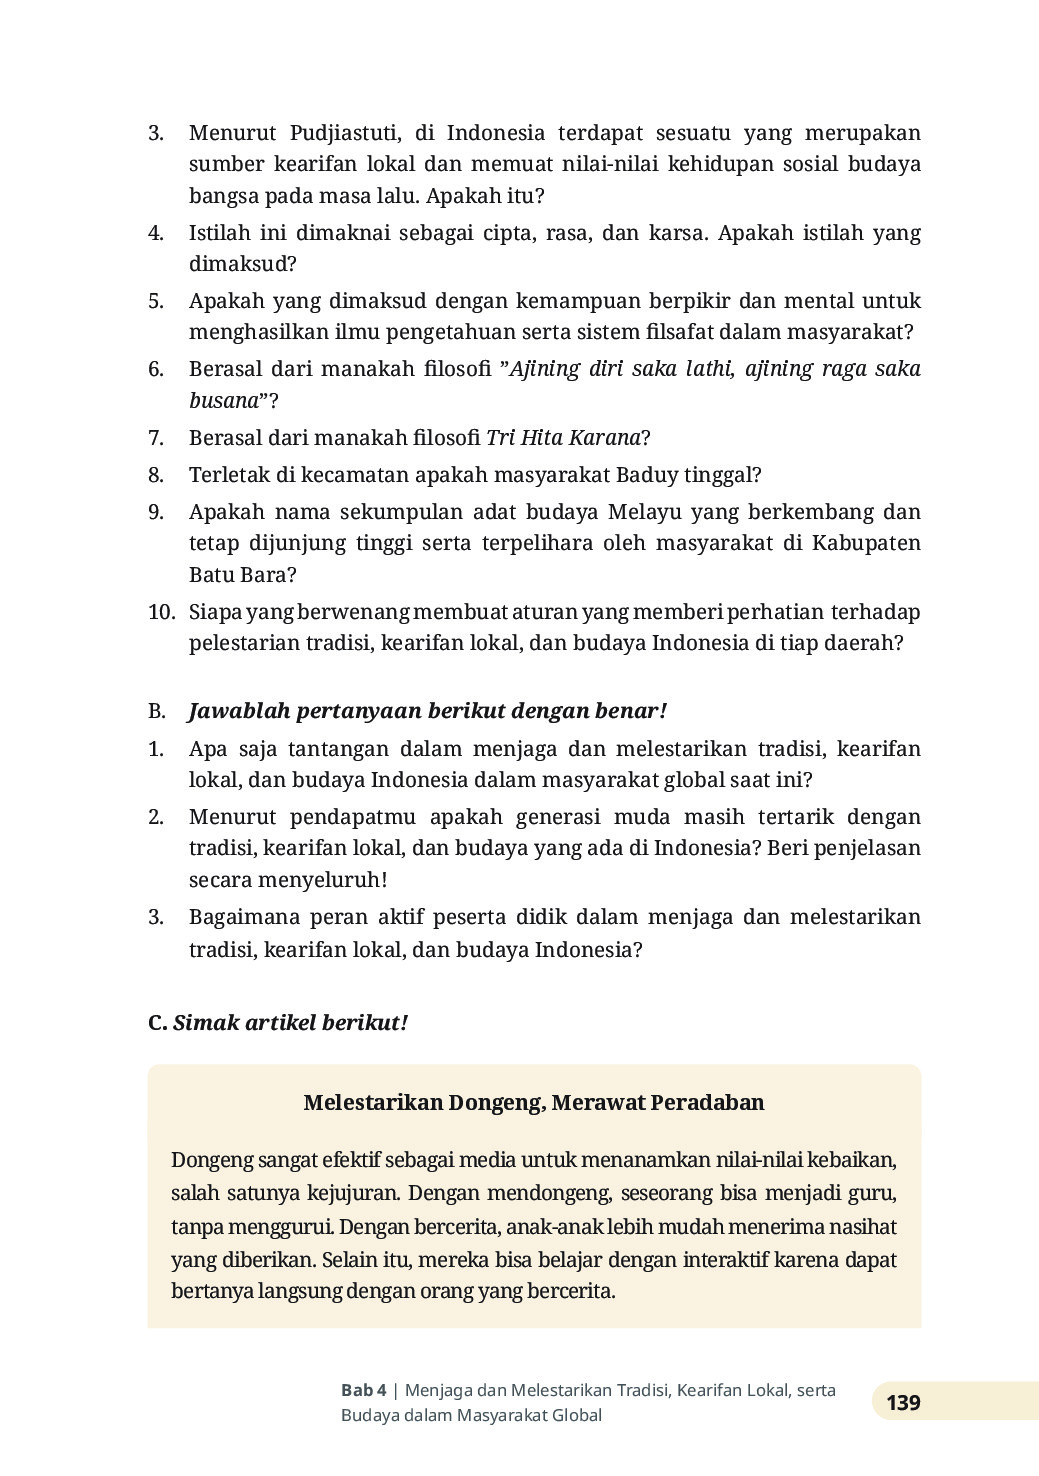 3. Menurut Pudjiastuti, di Indonesia terdapat sesuatu yang merupakan
sumber kearifan lokal dan memuat nilai-nilai kehidupan sosial budaya
bangsa pada masa lalu. Apakah itu?
4. Istilah ini dimaknai sebagai cipta, rasa, dan karsa. Apakah istilah yang
dimaksud?
5. Apakah yang dimaksud dengan kemampuan berpikir dan mental untuk
menghasilkan ilmu pengetahuan serta sistem filsafat dalam masyarakat?
6. Berasal dari manakah filosofi ”Ajining diri saka lathi, ajining raga saka
busana”?
7. Berasal dari manakah filosofi Tri Hita Karana?
8. Terletak di kecamatan apakah masyarakat Baduy tinggal?
9. Apakah nama sekumpulan adat budaya Melayu yang berkembang dan
tetap dijunjung tinggi serta terpelihara oleh masyarakat di Kabupaten
Batu Bara?
10. Siapa yang berwenang membuat aturan yang memberi perhatian terhadap
pelestarian tradisi, kearifan lokal, dan budaya Indonesia di tiap daerah?
B. Jawablah pertanyaan berikut dengan benar!
1. Apa saja tantangan dalam menjaga dan melestarikan tradisi, kearifan
lokal, dan budaya Indonesia dalam masyarakat global saat ini?
2. Menurut pendapatmu apakah generasi muda masih tertarik dengan
tradisi, kearifan lokal, dan budaya yang ada di Indonesia? Beri penjelasan
secara menyeluruh!
3. Bagaimana peran aktif peserta didik dalam menjaga dan melestarikan
tradisi, kearifan lokal, dan budaya Indonesia?
C. Simak artikel berikut!
Melestarikan Dongeng, Merawat Peradaban
Dongeng sangat efektif sebagai media untuk menanamkan nilai-nilai kebaikan,
salah satunya kejujuran. Dengan mendongeng, seseorang bisa menjadi guru,
tanpa menggurui. Dengan bercerita, anak-anak lebih mudah menerima nasihat
yang diberikan. Selain itu, mereka bisa belajar dengan interaktif karena dapat
bertanya langsung dengan orang yang bercerita.
Bab 4 | Menjaga dan Melestarikan Tradisi, Kearifan Lokal, serta
Budaya dalam Masyarakat Global
139